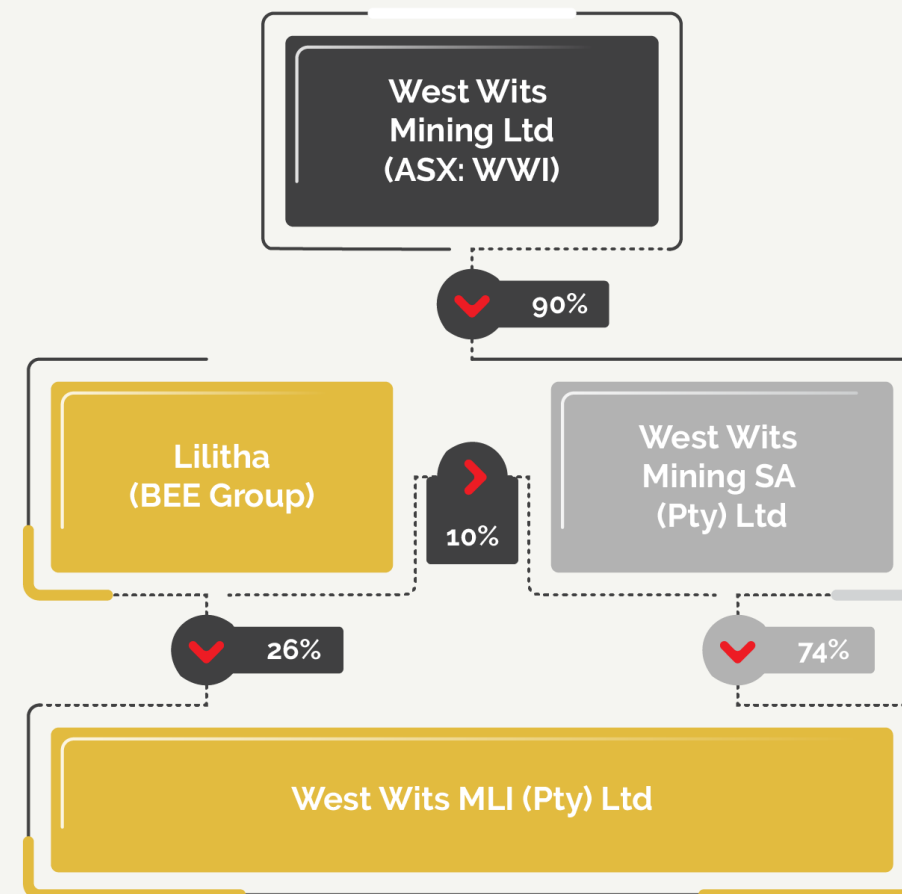 West Wits
Mining Ltd
(ASX: WWI)
90%
Lilitha
(BEE Group)
10%
West Wits
Mining SA
(Pty) Ltd
26%
74%
West Wits MLI (Pty) Ltd